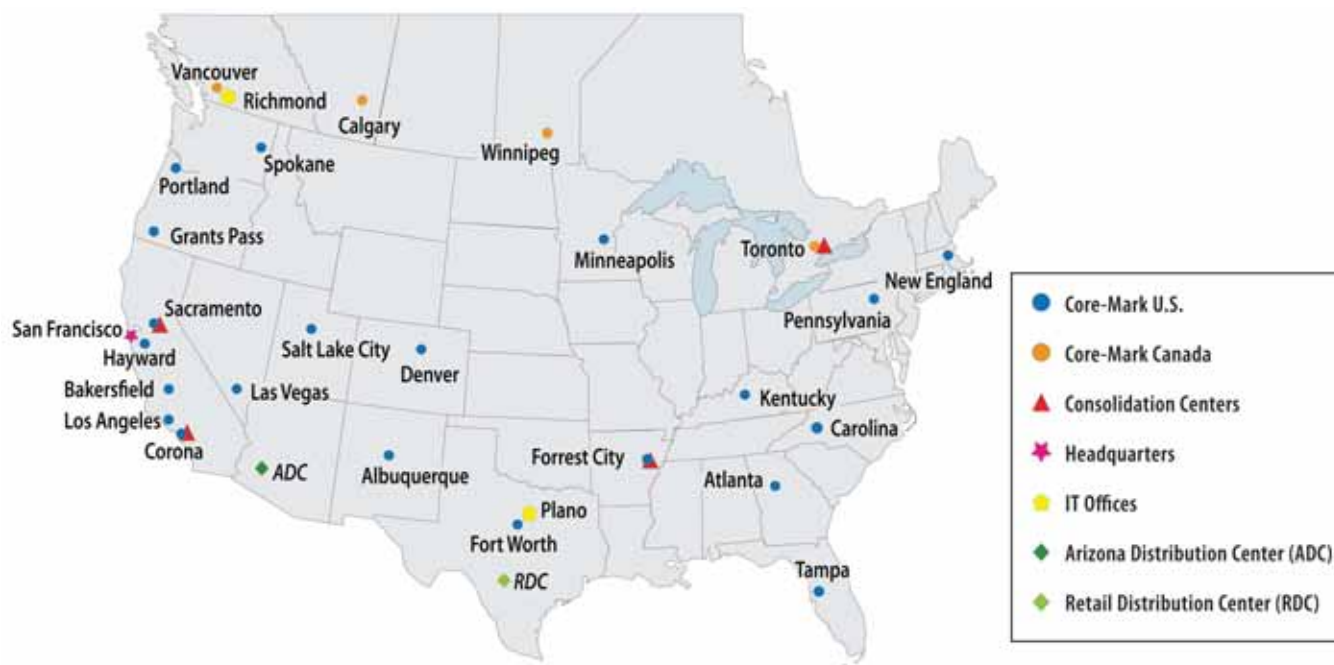 Vancouver
Richmond
Calgary
Winnipeg
Spokane
Portland
Grants Pass
Minneapolis
Toronto
New England
Pennsylvania
Sacramento
San Francisco
Hayward
Salt Lake City
Denver
Bakersfield
Las Vegas
Kentucky
Los Angeles
Carolina
Corona
ADC
Albuquerque
Forrest City
Atlanta
Plano
Fort Worth
RDC
Tampa
Core-Mark U.S.
Core-Mark Canada
Consolidation Centers
Headquarters
IT Offices
Arizona Distribution Center (ADC)
Retail Distribution Center (RDC)